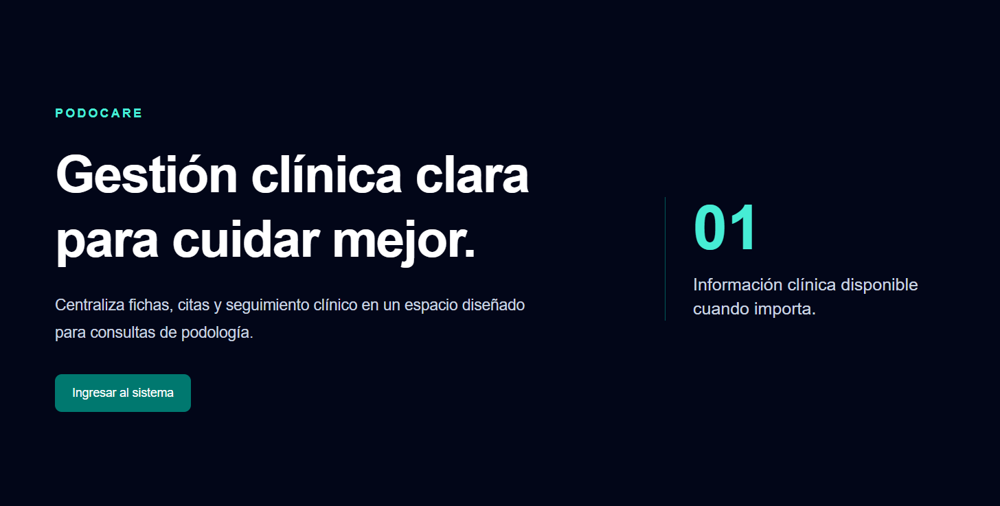 PODOCARE
Gestión clínica clara
para cuidar mejor.
Centraliza fichas, citas y seguimiento clínico en un espacio diseñado
para consultas de podología.
Ingresar al sistema
01
Información clínica disponible
cuando importa.